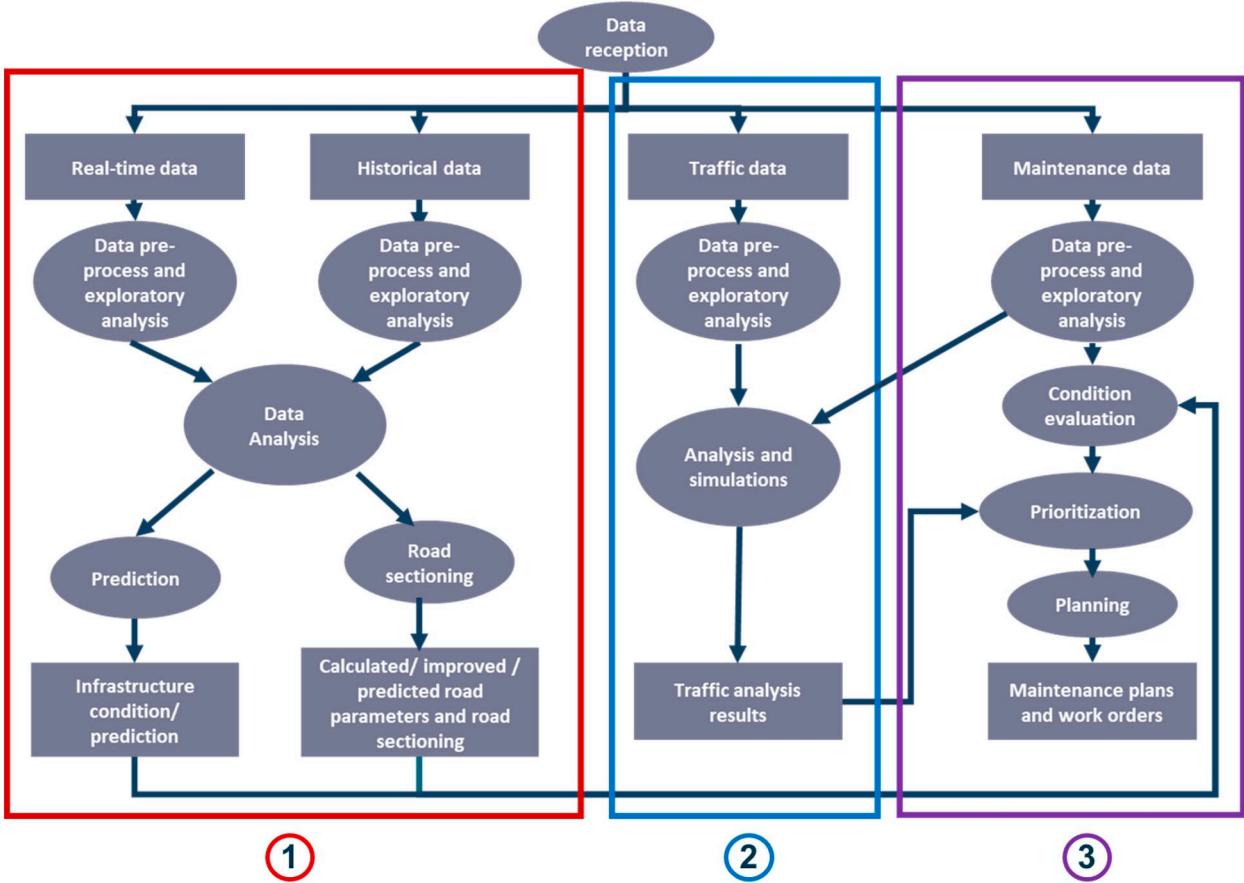 Data
reception
Real-time data
Historical data
Traffic data
Maintenance data
Data pre-
process and
exploratory
analysis
Data pre-
process and
exploratory
analysis
Data pre-
process and
exploratory
analysis
Data pre-
process and
exploratory
analysis
Data
Analysis
Analysis and
simulations
Condition
evaluation
Prioritization
Prediction
Road
sectioning
Planning
Infrastructure
condition/
prediction
Calculated/ improved /
predicted road
parameters and road
sectioning
Traffic analysis
results
Maintenance plans
and work orders
1
2
3